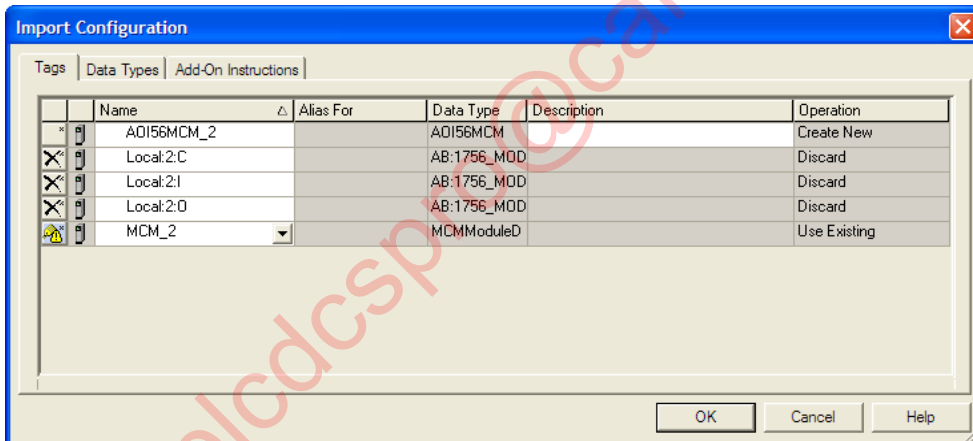 Import Configuration
Tags Data Types Add-On Instructions
Name Alias For Data Type Description Operation
AOI56MCM_2 AOI56MCM Create New
Local:2:C AB:1756_MOD Discard
Local:2:I AB:1756_MOD Discard
Local:2:O AB:1756_MOD Discard
MCM_2 MCMModuleD Use Existing
OK Cancel Help
lcdcspro@ca